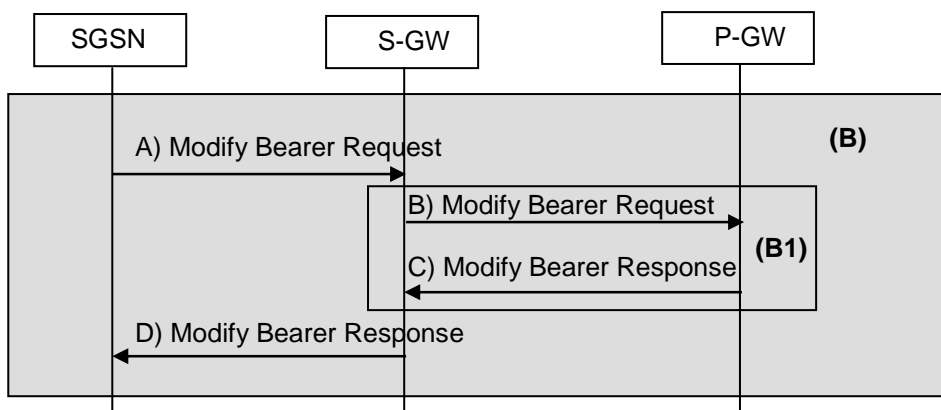 SGSN
S-GW
P-GW
(B)
A) Modify Bearer Request
B) Modify Bearer Request
(B1)
C) Modify Bearer Response
D) Modify Bearer Response